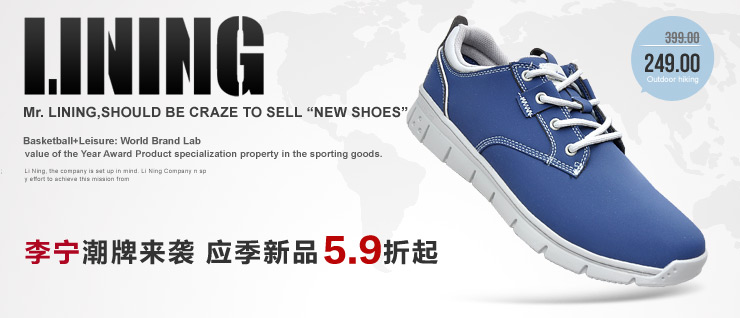 LINING
Mr. LINING,SHOULD BE CRAZE TO SELL “NEW SHOES”
Basketball+Leisure: World Brand Lab
value of the Year Award Product specialization property in the sporting goods.
Li.Ning, the company is set up in mind. Li Ning Company n sp
y effort to achieve this mission from
李宁潮牌来袭 应季新品5.9折起
399.00
249.00
Outdoor hiking